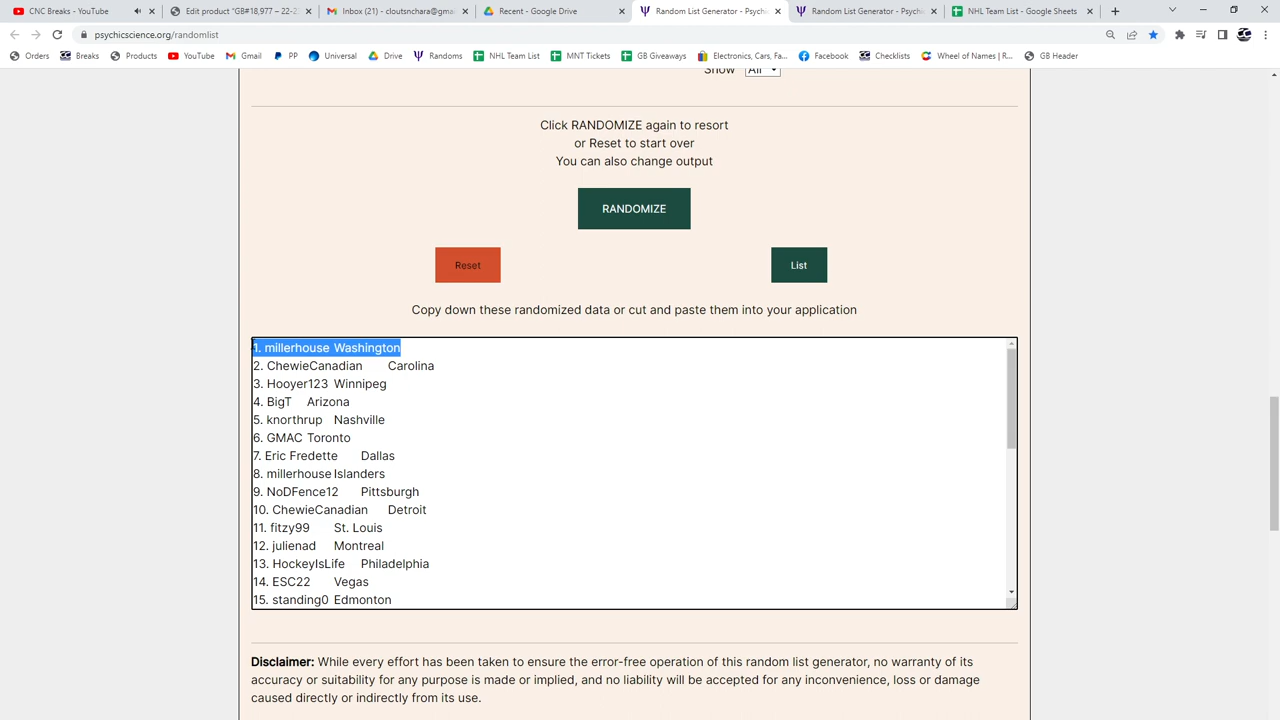 CNC Breaks - YouTube
Edit product “GB#18,977 – 22-2
Inbox (21) - cloutsnchara@gma
Recent - Google Drive
Random List Generator - Psychi
Random List Generator - Psychic
NHL Team List - Google Sheets
psychicscience.org/randomlist
Orders
Breaks
Products
YouTube
Gmail
PP
Universal
Drive
Randoms
NHL Team List
MNT Tickets
GB Giveaways
Electronics, Cars, Fa...
Facebook
Checklists
Wheel of Names | R...
GB Header
Show All
Click RANDOMIZE again to resort
or Reset to start over
You can also change output
RANDOMIZE
Reset
List
Copy down these randomized data or cut and paste them into your application
1. millerhouse Washington
2. ChewieCanadian Carolina
3. Hooyer123 Winnipeg
4. BigT Arizona
5. knorthrup Nashville
6. GMAC Toronto
7. Eric Fredette Dallas
8. millerhouse Islanders
9. NoDFence12 Pittsburgh
10. ChewieCanadian Detroit
11. fitzy99 St. Louis
12. julienad Montreal
13. HockeyIsLife Philadelphia
14. ESC22 Vegas
15. standing0 Edmonton
Disclaimer: While every effort has been taken to ensure the error-free operation of this random list generator, no warranty of its
accuracy or suitability for any purpose is made or implied, and no liability will be accepted for any inconvenience, loss or damage
caused directly or indirectly from its use.